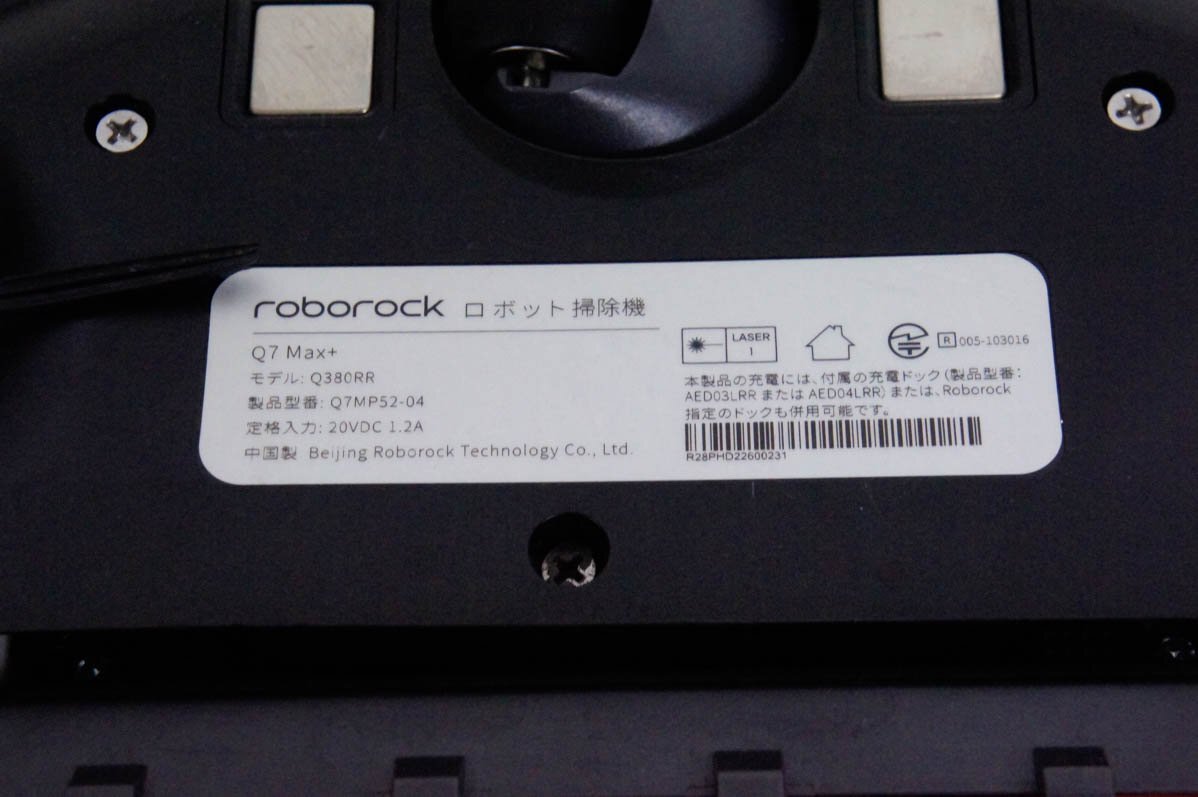 roborock ロボット掃除機
Q7 Max+
モデル: Q380RR
製品型番: Q7MP52-04
定格入力: 20VDC 1.2A
中国製 Beijing Roborock Technology Co., Ltd.
LASER
1
R 005-103016
本製品の充電には、付属の充電ドック(製品型番:
AED03LRR または AED04LRR)または、Roborock
指定のドックも併用可能です。
R28PHD22600231